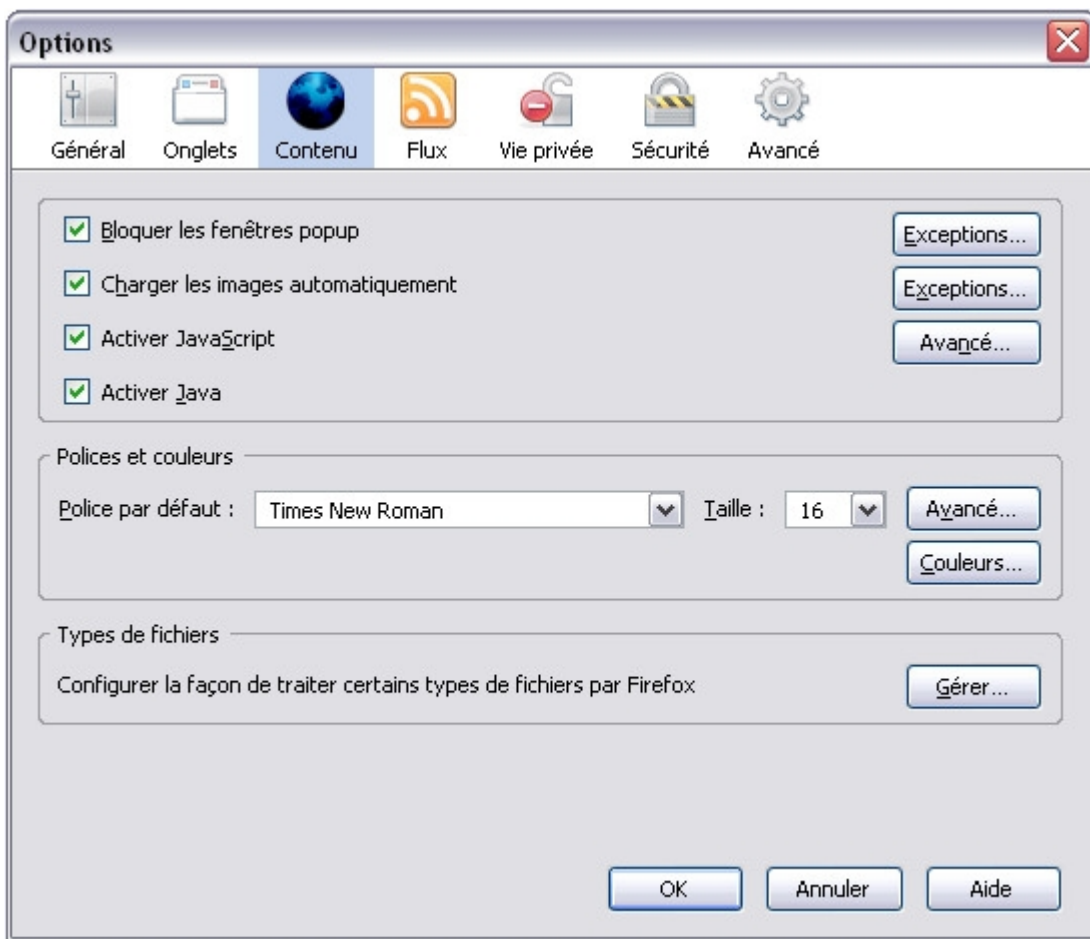 Options
Général Onglets Contenu Flux Vie privée Sécurité Avancé
Bloquer les fenêtres popup Exceptions...
Charger les images automatiquement Exceptions...
Activer JavaScript Avancé...
Activer Java
Polices et couleurs
Police par défaut : Times New Roman Taille : 16 Avancé...
Couleurs...
Types de fichiers
Configurer la façon de traiter certains types de fichiers par Firefox Gérer...
OK Annuler Aide